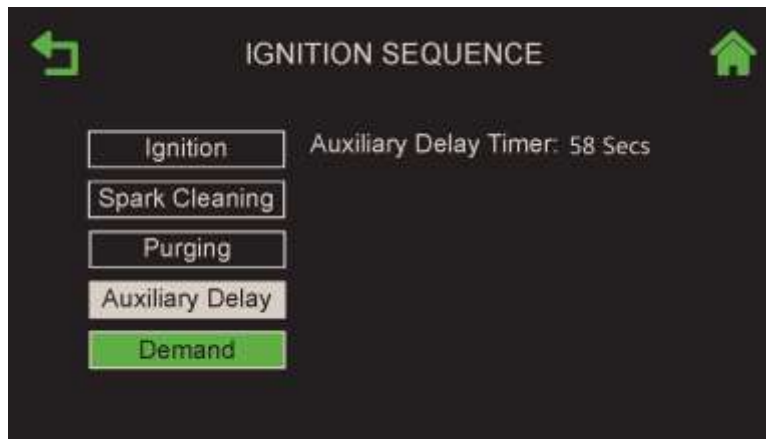 IGNITION SEQUENCE
Ignition
Auxiliary Delay Timer: 58 Secs
Spark Cleaning
Purging
Auxiliary Delay
Demand